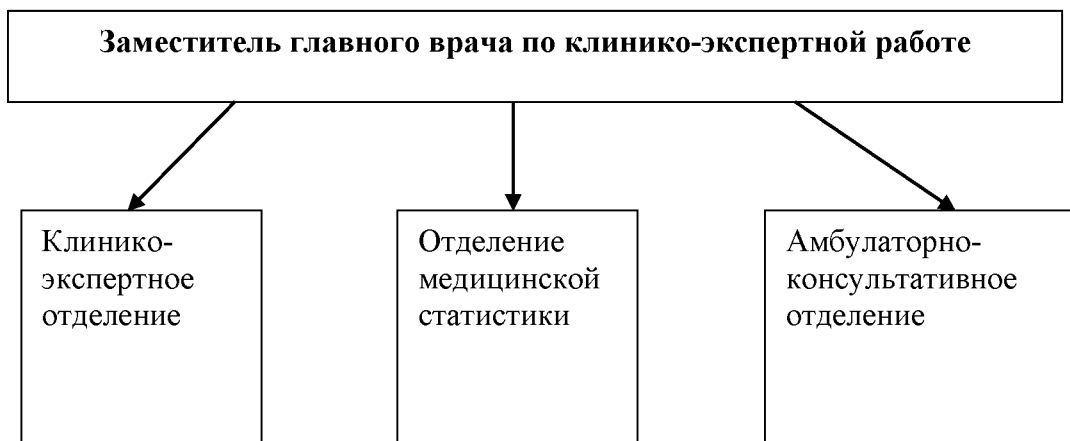 Заместитель главного врача по клинико-экспертной работе
Клинико-
экспертное
отделение
Отделение
медицинской
статистики
Амбулаторно-
консультативное
отделение